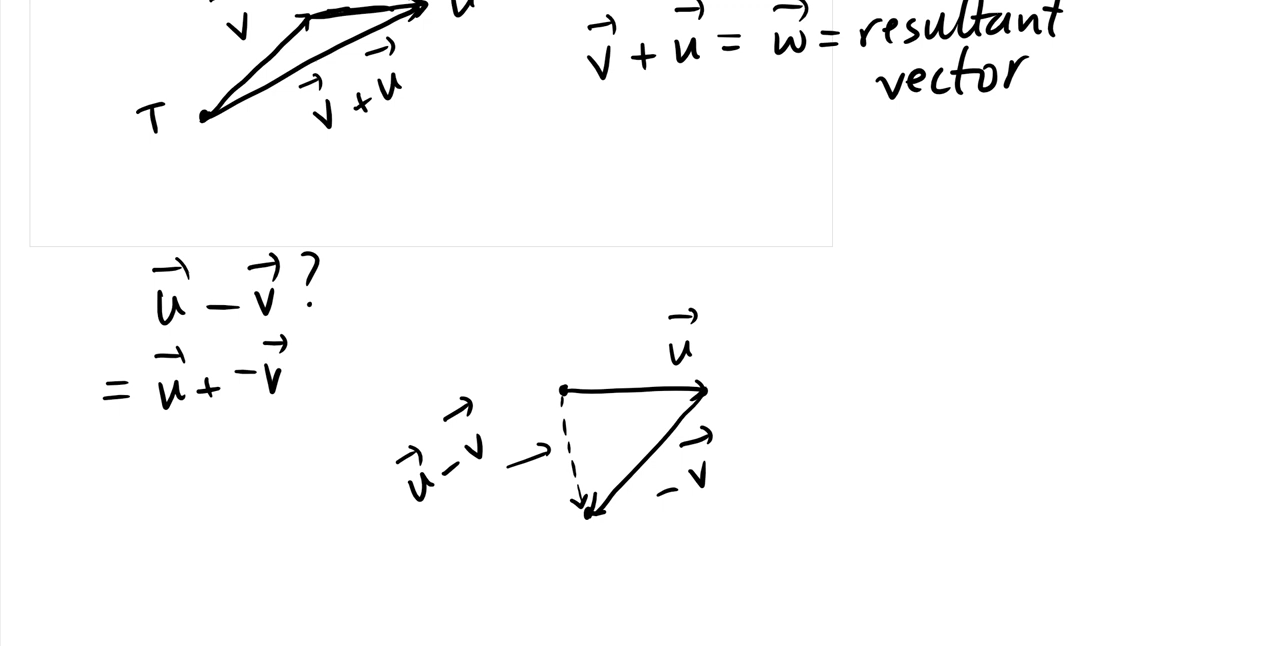 v⃗ + u⃗ = w⃗ = resultant
vector
v
T
v⃗ + u⃗
u⃗ - v⃗ ?
= u⃗ + -v⃗
u⃗
u⃗ - v⃗ →
-v⃗